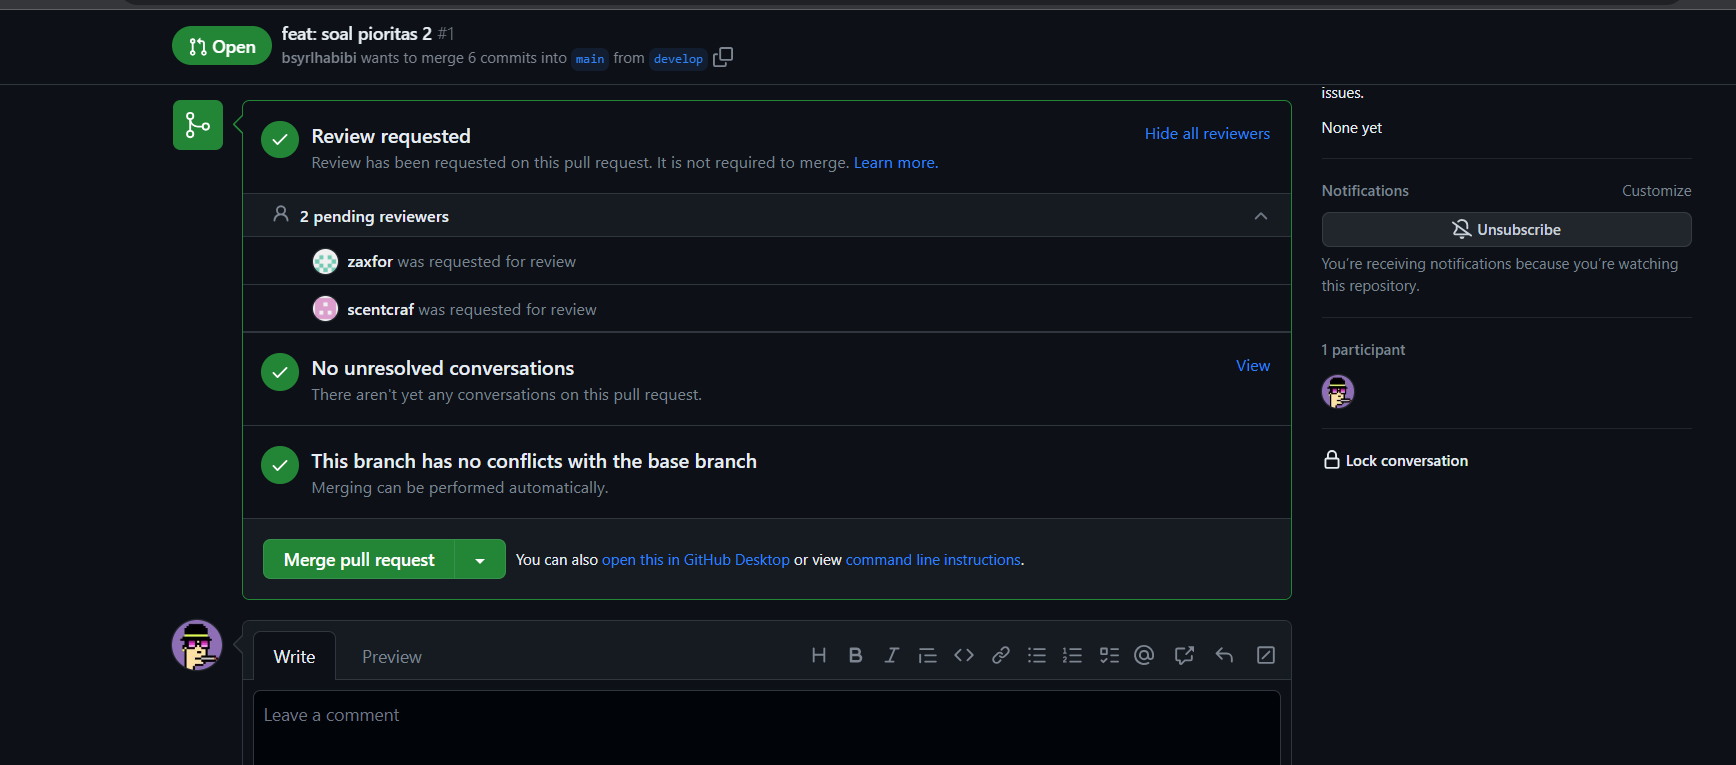 Open
feat: soal pioritas 2 #1
bsyrlhabibi wants to merge 6 commits into main from develop
Review requested
Hide all reviewers
Review has been requested on this pull request. It is not required to merge. Learn more.
2 pending reviewers
zaxfor was requested for review
scentcraf was requested for review
No unresolved conversations
View
There aren't yet any conversations on this pull request.
This branch has no conflicts with the base branch
Merging can be performed automatically.
Merge pull request
You can also open this in GitHub Desktop or view command line instructions.
Write
Preview
Leave a comment
issues.
None yet
Notifications
Customize
Unsubscribe
You're receiving notifications because you're watching
this repository.
1 participant
Lock conversation